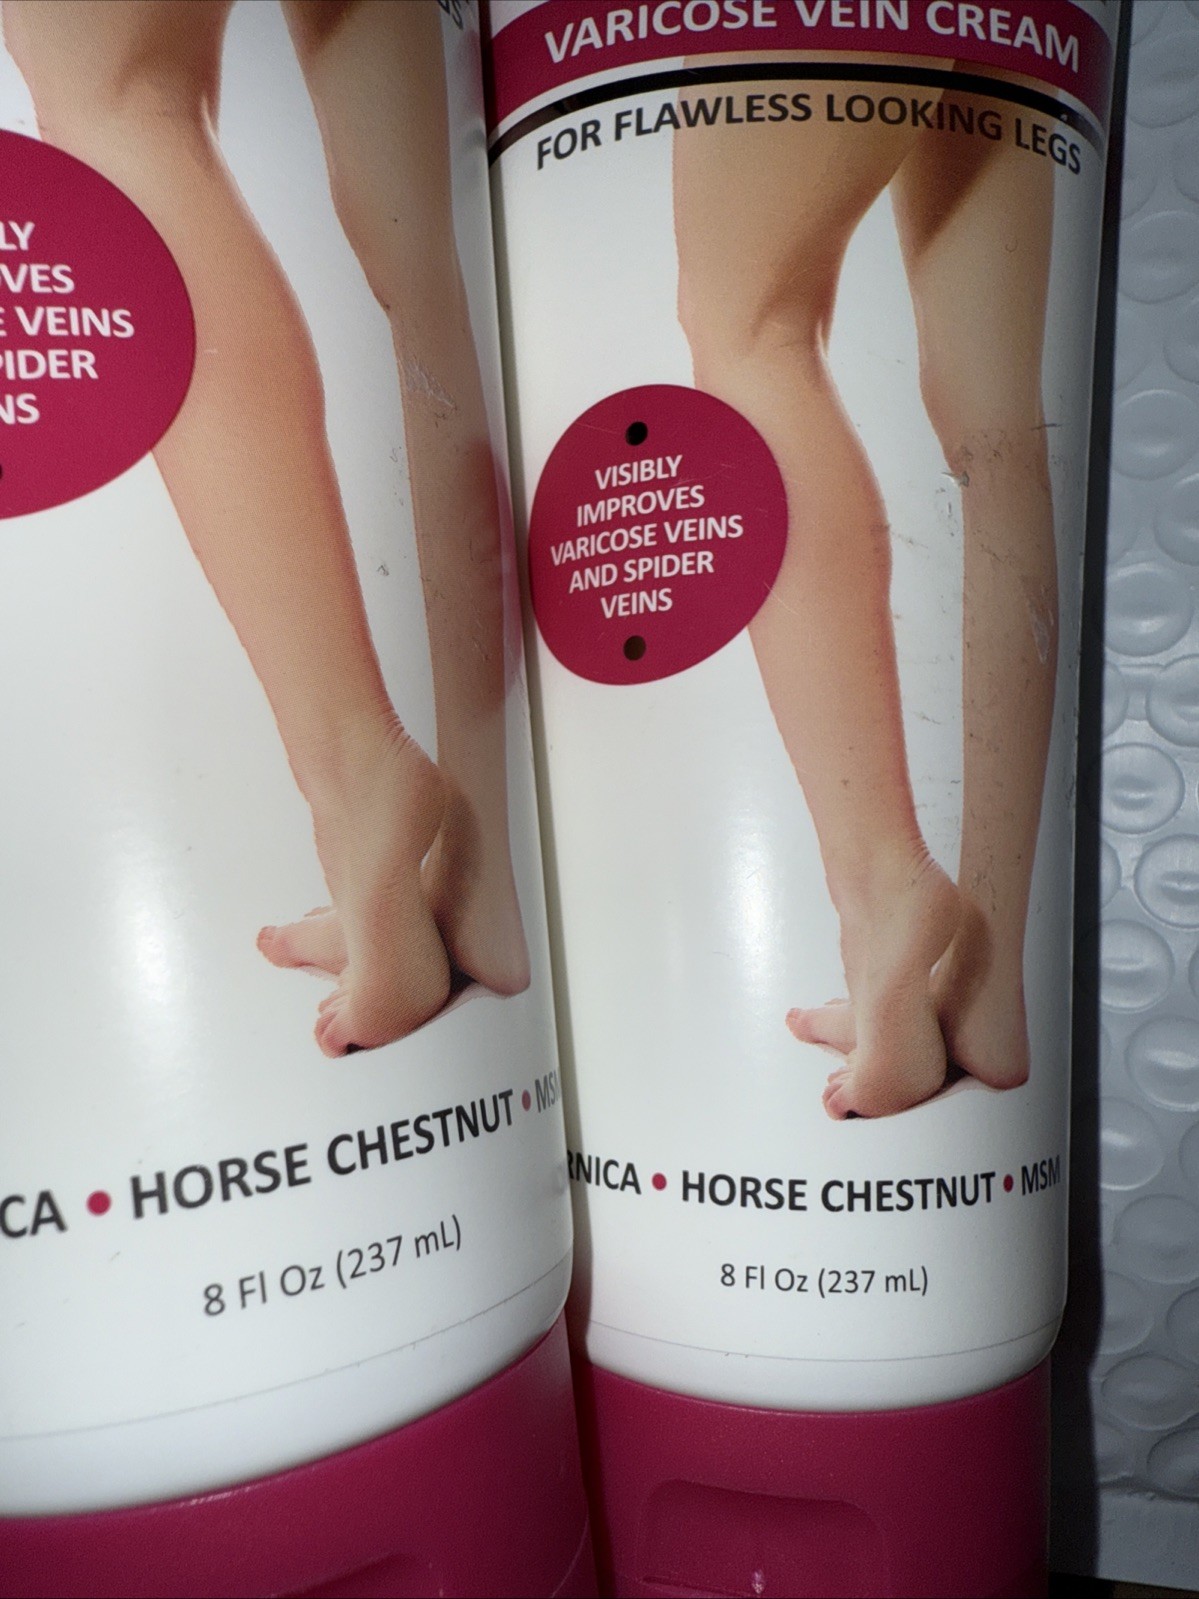 VARICOSE VEIN CREAM
FOR FLAWLESS LOOKING LEGS
VISIBLY
IMPROVES
VARICOSE VEINS
AND SPIDER
VEINS
RNICA • HORSE CHESTNUT • MSM
8 Fl Oz (237 mL)
LY
VES
E VEINS
PIDER
NS
CA • HORSE CHESTNUT • MSM
8 Fl Oz (237 mL)